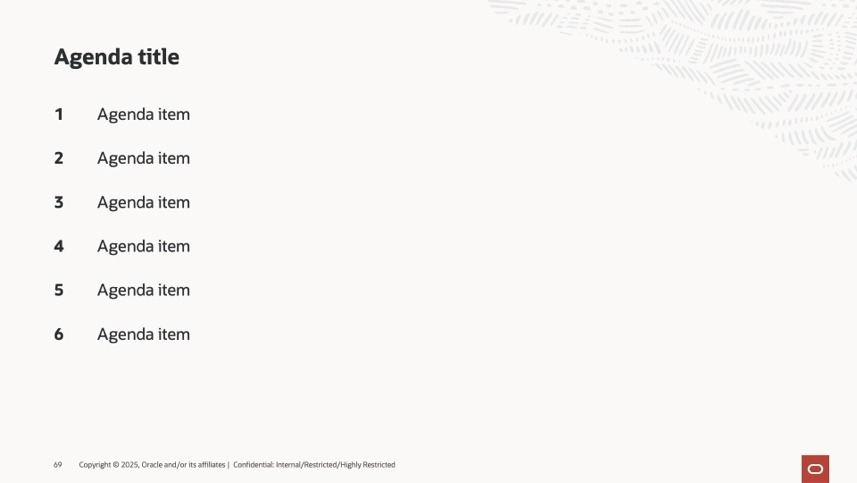 Agenda title
1 Agenda item
2 Agenda item
3 Agenda item
4 Agenda item
5 Agenda item
6 Agenda item
69 Copyright © 2025, Oracle and/or its affiliates | Confidential: Internal/Restricted/Highly Restricted